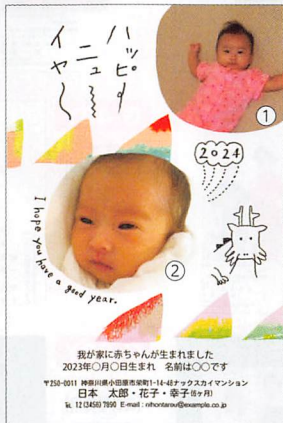 ハッピー
ニュー
イヤー
①
2024
I hope you have a good year.
②
我が家に赤ちゃんが生まれました
2023年○月○日生まれ　名前は○○です
〒250-0011 神奈川県小田原市栄町1-14-48ナックスカイマンション
日本　太郎・花子・幸子(6ヶ月)
℡ 12(3456)7890 E-mail : nihontarou@example.co.jp